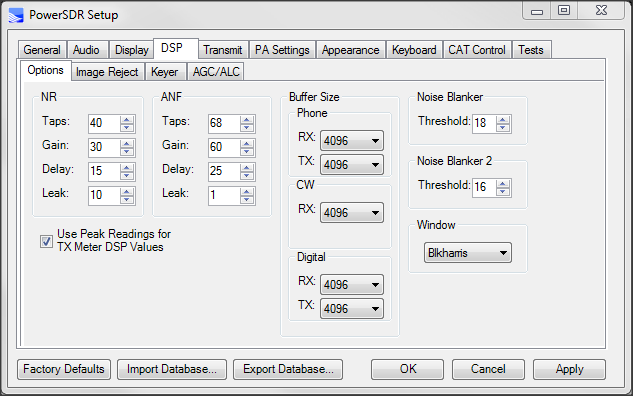 PowerSDR Setup
General Audio Display DSP Transmit PA Settings Appearance Keyboard CAT Control Tests
Options Image Reject Keyer AGC/ALC
NR
Taps: 40
Gain: 30
Delay: 15
Leak: 10
ANF
Taps: 68
Gain: 60
Delay: 25
Leak: 1
Use Peak Readings for
TX Meter DSP Values
Buffer Size
Phone
RX: 4096
TX: 4096
CW
RX: 4096
Digital
RX: 4096
TX: 4096
Noise Blanker
Threshold: 18
Noise Blanker 2
Threshold: 16
Window
Blkharris
Factory Defaults Import Database... Export Database... OK Cancel Apply